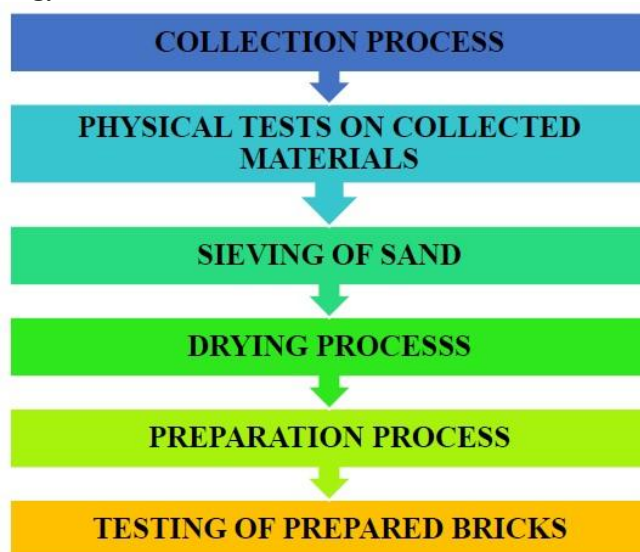 COLLECTION PROCESS
PHYSICAL TESTS ON COLLECTED
MATERIALS
SIEVING OF SAND
DRYING PROCESSS
PREPARATION PROCESS
TESTING OF PREPARED BRICKS